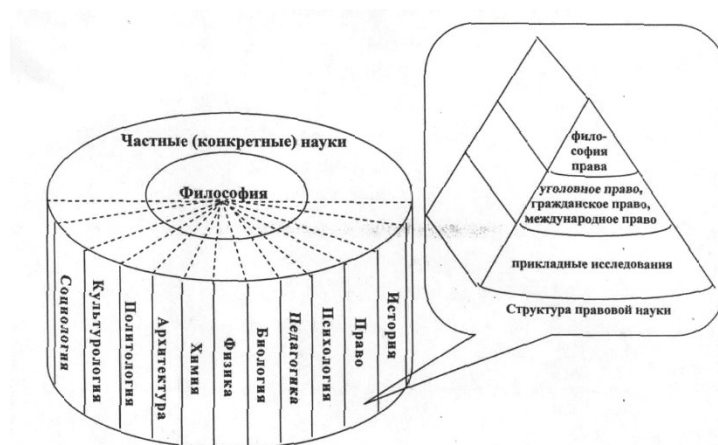 Частные (конкретные) науки
Философия
Социология
Культурология
Политология
Архитектура
Химия
Физика
Биология
Педагогика
Психология
Право
История
фило-
софия
права
уголовное право,
гражданское право,
международное право
прикладные исследования
Структура правовой науки